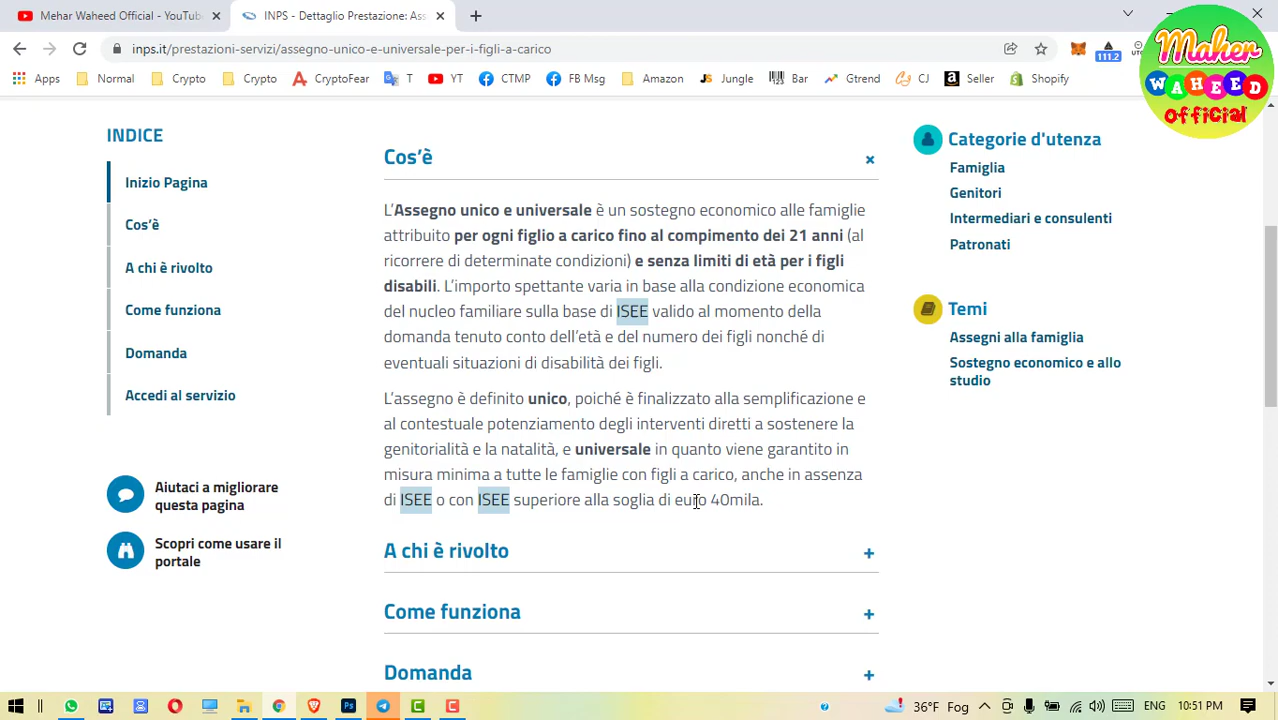 Mehar Waheed Official - YouTub
INPS - Dettaglio Prestazione: Ass
inps.it/prestazioni-servizi/assegno-unico-e-universale-per-i-figli-a-carico
111.2
Apps
Normal
Crypto
Crypto
CryptoFear
T
YT
CTMP
FB Msg
Amazon
JS Jungle
Bar
Gtrend
Seller
Shopify
Maher
WAHEED
Official
INDICE
Inizio Pagina
Cos'è
A chi è rivolto
Come funziona
Domanda
Accedi al servizio
Aiutaci a migliorare
questa pagina
Scopri come usare il
portale
Cos'è
L'Assegno unico e universale è un sostegno economico alle famiglie
attribuito per ogni figlio a carico fino al compimento dei 21 anni (al
ricorrere di determinate condizioni) e senza limiti di età per i figli
disabili. L'importo spettante varia in base alla condizione economica
del nucleo familiare sulla base di ISEE valido al momento della
domanda tenuto conto dell'età e del numero dei figli nonché di
eventuali situazioni di disabilità dei figli.
L'assegno è definito unico, poiché è finalizzato alla semplificazione e
al contestuale potenziamento degli interventi diretti a sostenere la
genitorialità e la natalità, e universale in quanto viene garantito in
misura minima a tutte le famiglie con figli a carico, anche in assenza
di ISEE o con ISEE superiore alla soglia di euro 40mila.
A chi è rivolto
Come funziona
Domanda
Categorie d'utenza
Famiglia
Genitori
Intermediari e consulenti
Patronati
Temi
Assegni alla famiglia
Sostegno economico e allo
studio
36°F Fog
ENG
10:51 PM